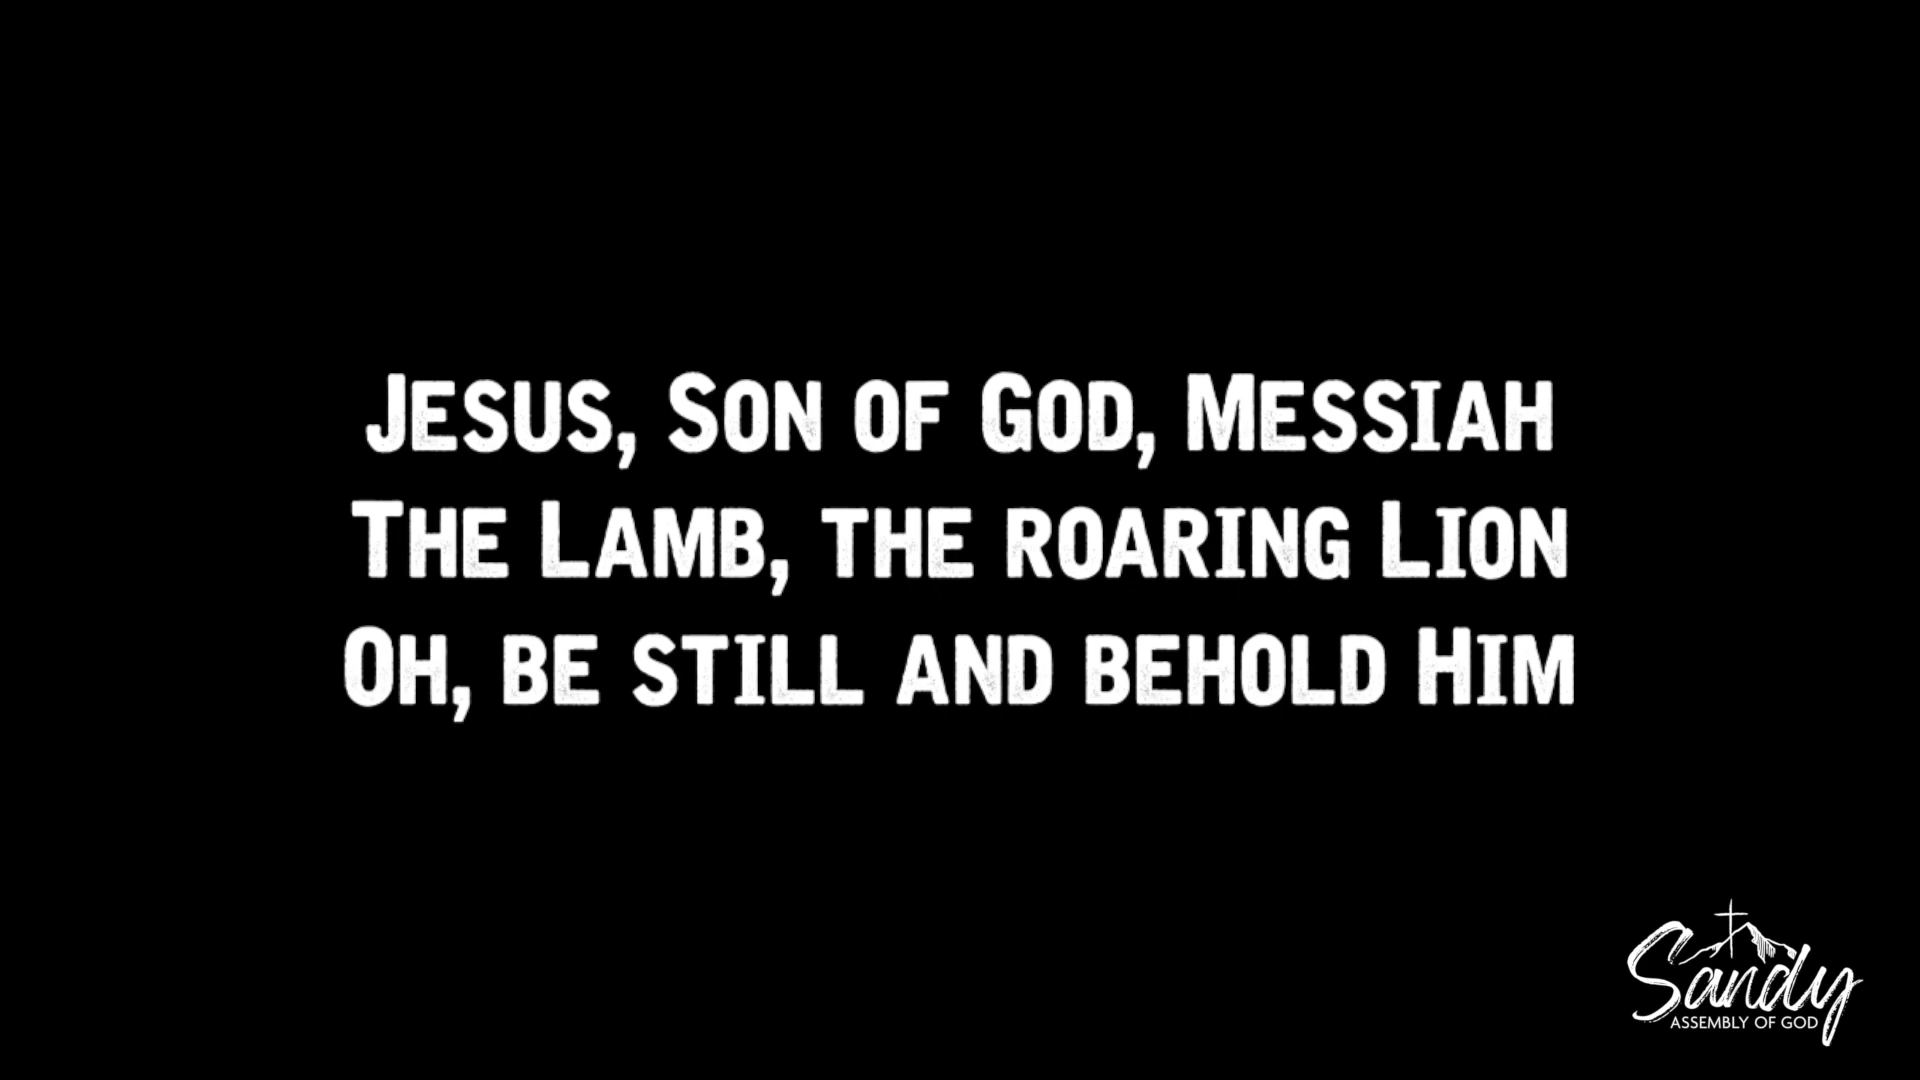 Jesus, Son of God, Messiah
The Lamb, the roaring Lion
Oh, be still and behold Him
Sandy
ASSEMBLY OF GOD